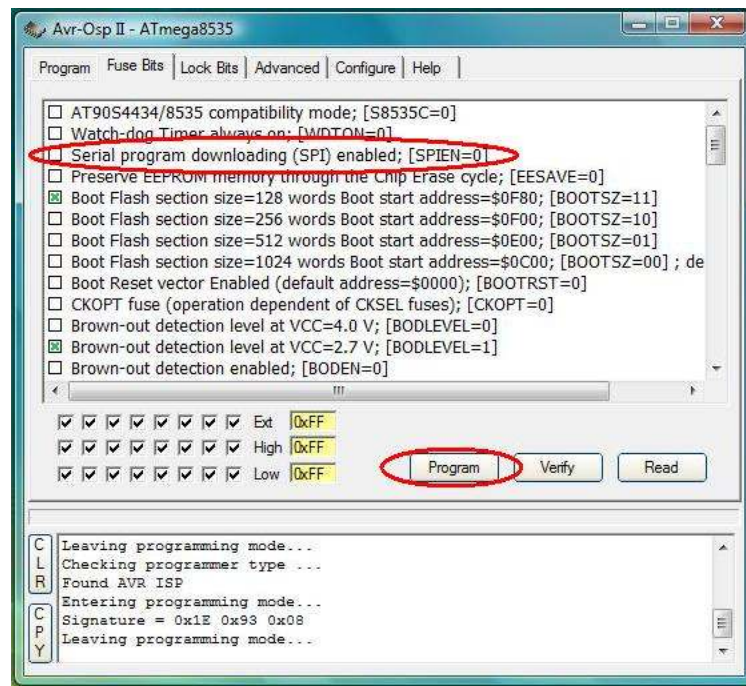 Avr-Osp II - ATmega8535
Program Fuse Bits Lock Bits Advanced Configure Help
AT90S4434/8535 compatibility mode; [S8535C=0]
Watch-dog Timer always on; [WDTON=0]
Serial program downloading (SPI) enabled; [SPIEN=0]
Preserve EEPROM memory through the Chip Erase cycle; [EESAVE=0]
Boot Flash section size=128 words Boot start address=$0F80; [BOOTSZ=11]
Boot Flash section size=256 words Boot start address=$0F00; [BOOTSZ=10]
Boot Flash section size=512 words Boot start address=$0E00; [BOOTSZ=01]
Boot Flash section size=1024 words Boot start address=$0C00; [BOOTSZ=00] ; de
Boot Reset vector Enabled (default address=$0000); [BOOTRST=0]
CKOPT fuse (operation dependent of CKSEL fuses); [CKOPT=0]
Brown-out detection level at VCC=4.0 V; [BODLEVEL=0]
Brown-out detection level at VCC=2.7 V; [BODLEVEL=1]
Brown-out detection enabled; [BODEN=0]
Ext 0xFF
High 0xFF
Low 0xFF
Program Verify Read
CLR
CPY
Leaving programming mode...
Checking programmer type ...
Found AVR ISP
Entering programming mode...
Signature = 0x1E 0x93 0x08
Leaving programming mode...